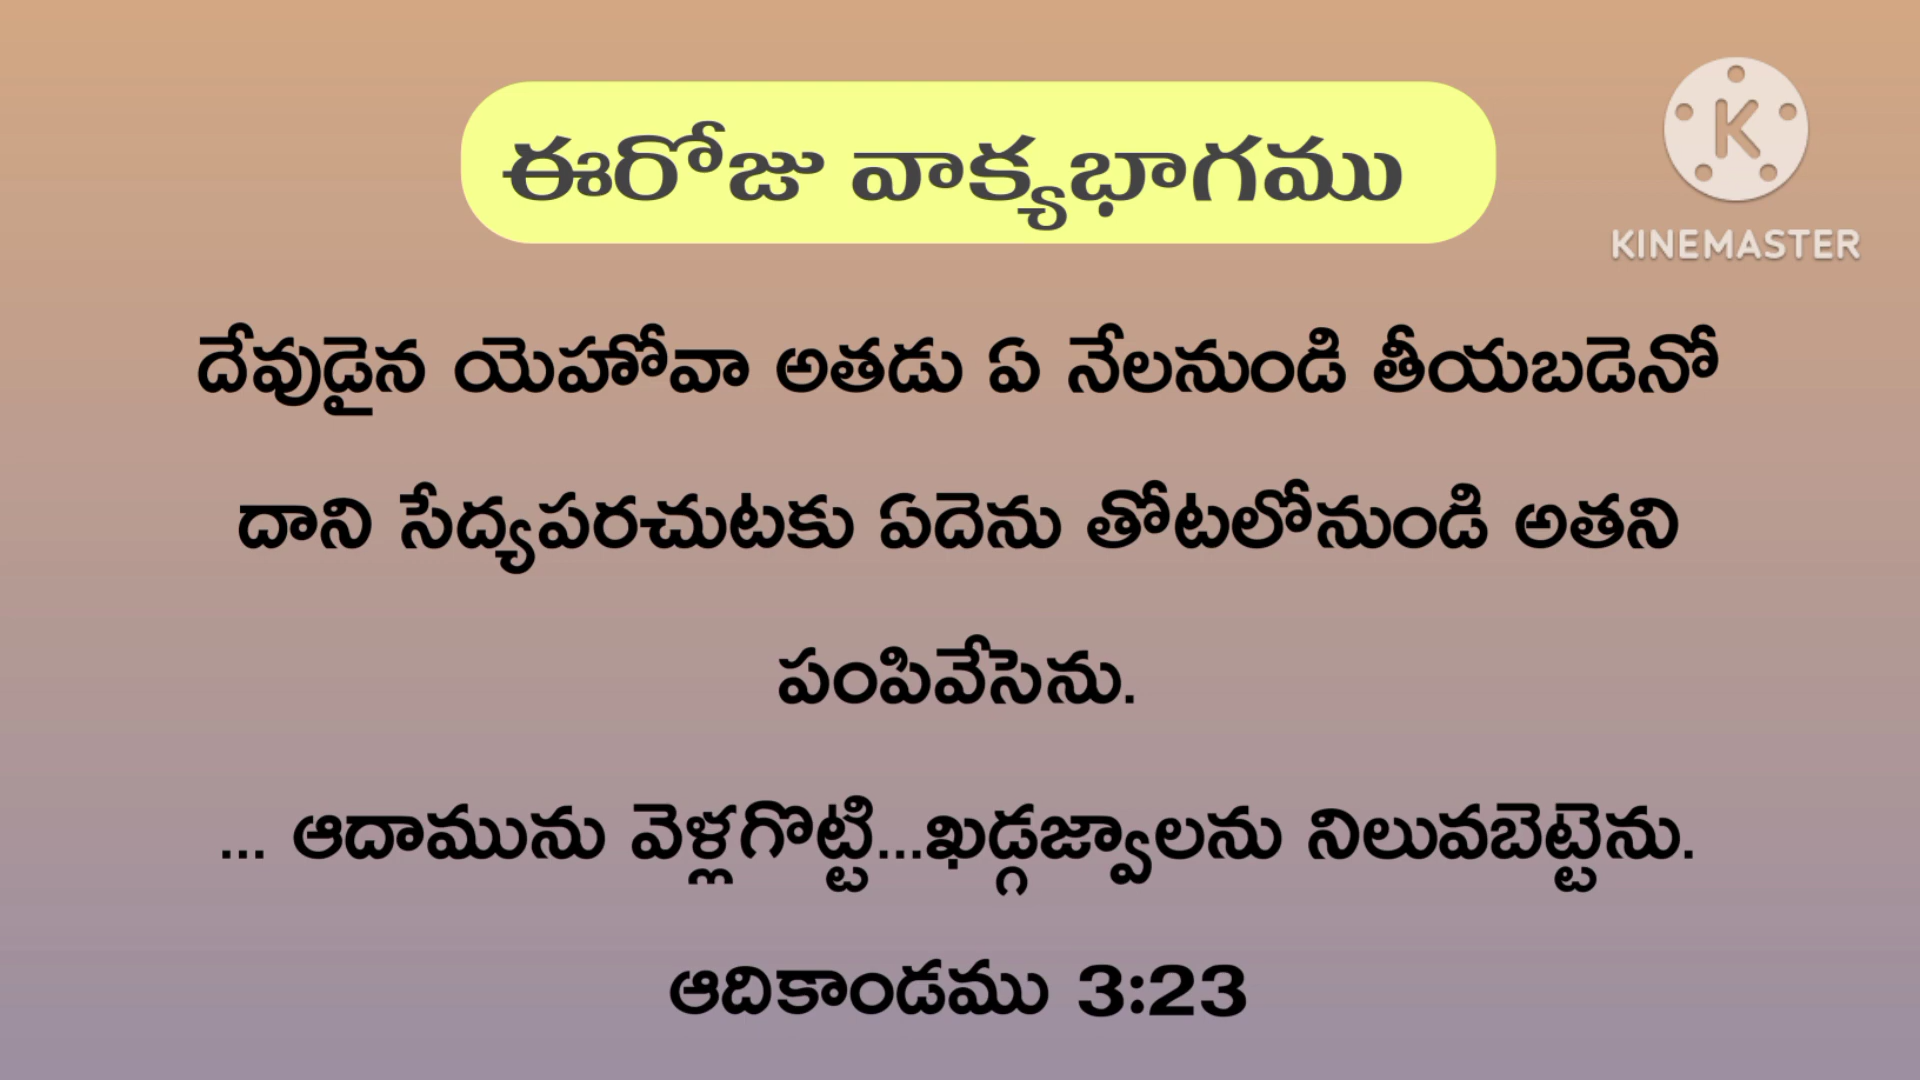 ఈరోజు వాక్యభాగము
KINEMASTER
దేవుడైన యెహోవా అతడు ఏ నేలనుండి తీయబడెనో
దాని సేద్యపరచుటకు ఏదెను తోటలోనుండి అతని
పంపివేసెను.
... ఆదామును వెళ్లగొట్టి...ఖడ్గజ్వాలను నిలువబెట్టెను.
ఆదికాండము 3:23